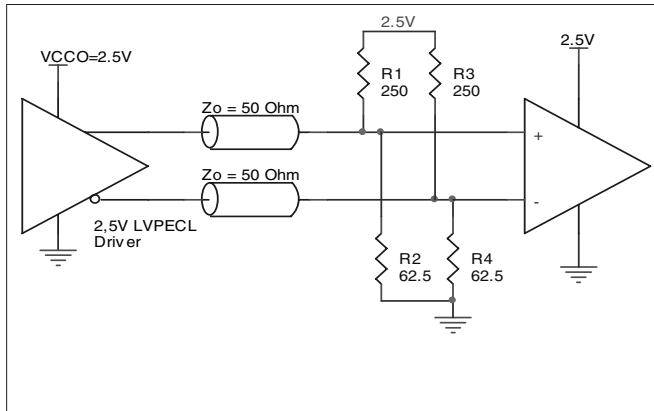 2.5V
VCCO=2.5V
2.5V
R1
250
R3
250
Zo = 50 Ohm
+
Zo = 50 Ohm
-
2,5V LVPECL
Driver
R2
62.5
R4
62.5